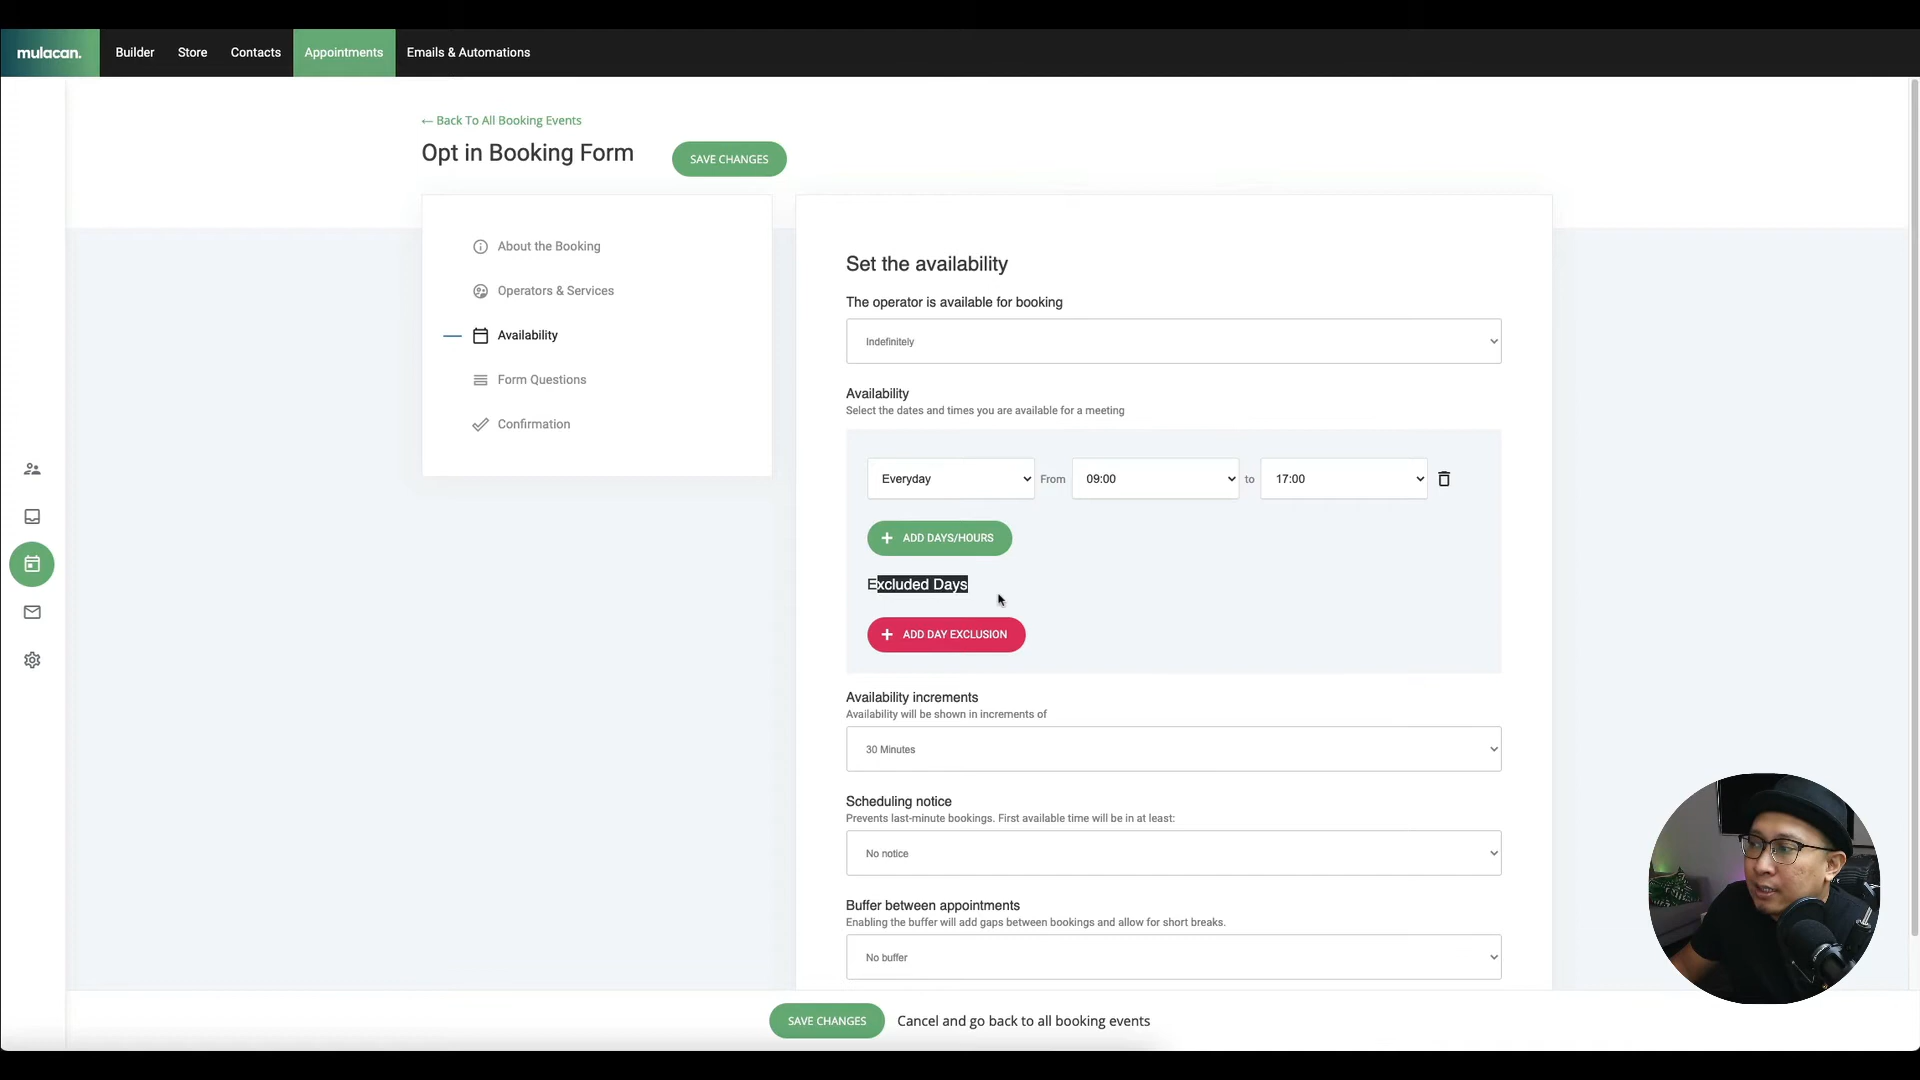 mulacan.
Builder
Store
Contacts
Appointments
Emails & Automations
← Back To All Booking Events
Opt in Booking Form
SAVE CHANGES
About the Booking
Operators & Services
Availability
Form Questions
Confirmation
Set the availability
The operator is available for booking
Indefinitely
Availability
Select the dates and times you are available for a meeting
Everyday From 09:00 to 17:00
+ ADD DAYS/HOURS
Excluded Days
+ ADD DAY EXCLUSION
Availability increments
Availability will be shown in increments of
30 Minutes
Scheduling notice
Prevents last-minute bookings. First available time will be in at least:
No notice
Buffer between appointments
Enabling the buffer will add gaps between bookings and allow for short breaks.
No buffer
SAVE CHANGES
Cancel and go back to all booking events